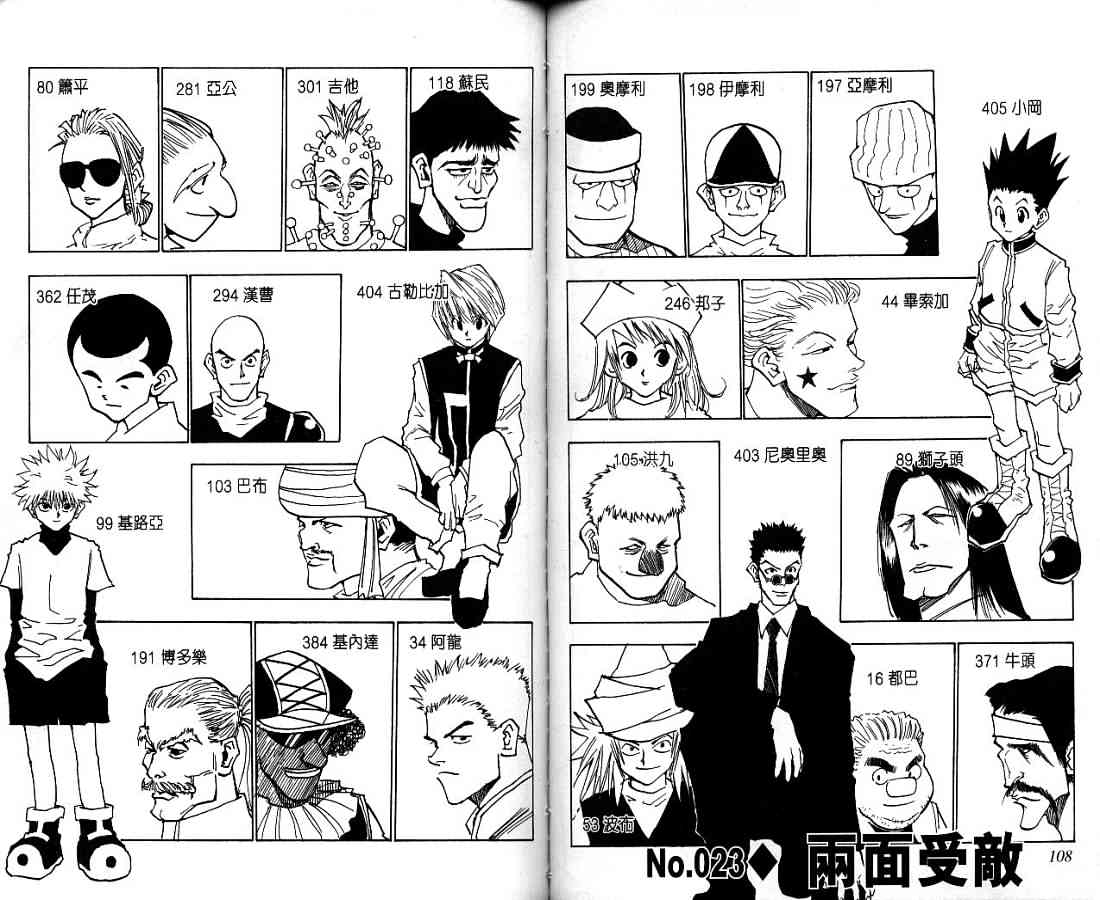 405 小岡
197 亞摩利
198 伊摩利
199 奧摩利
44 畢索加
246 邦子
89 獅子頭
403 尼奧里奧
105 洪九
371 牛頭
16 都巴
53 波布
No.023◆ 兩面受敵
108
118 蘇民
301 吉他
281 亞公
80 簫平
404 古勒比加
294 漢曹
362 任茂
103 巴布
99 基路亞
34 阿龍
384 基內達
191 博多樂